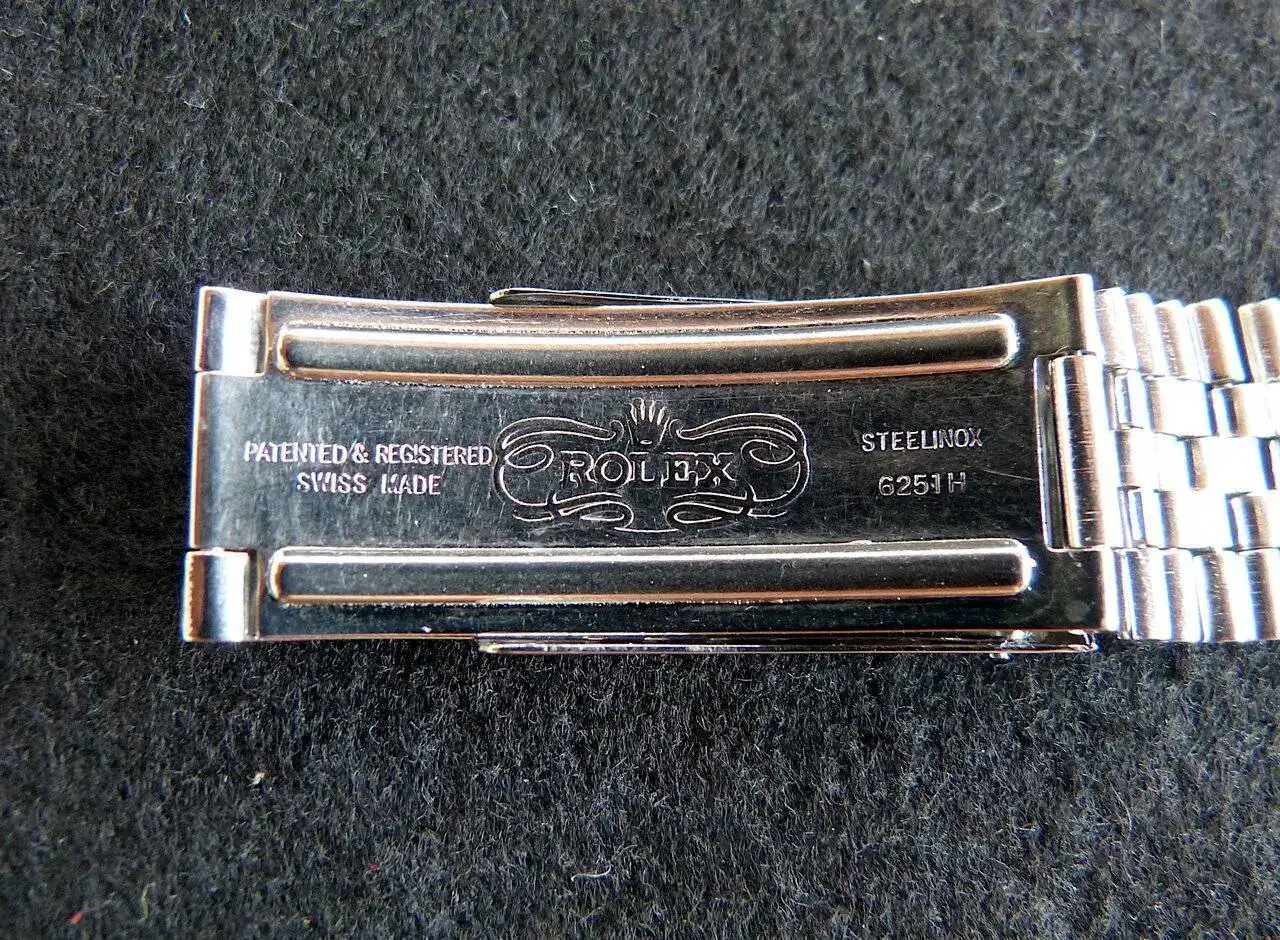 PATENTED & REGISTERED
SWISS MADE
ROLEX
STEELINOX
6251H